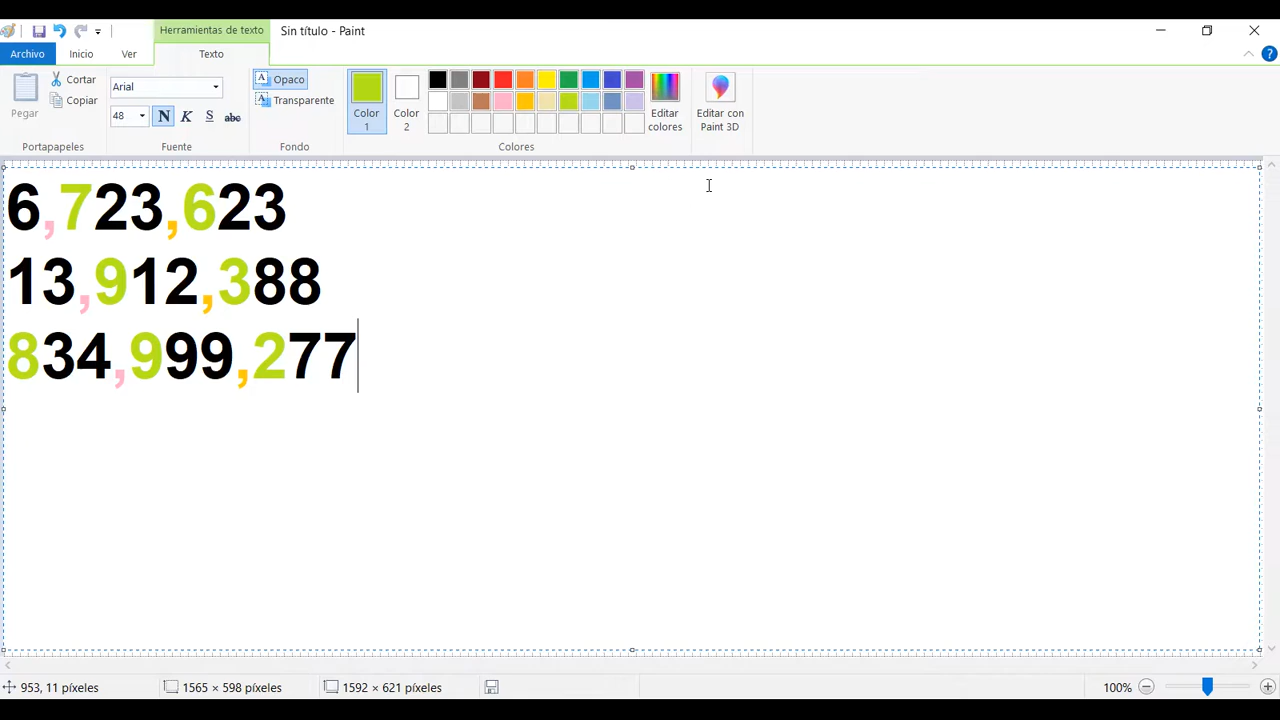 Herramientas de texto Sin título - Paint
Archivo Inicio Ver Texto
Pegar
Cortar
Copiar
Portapapeles
Arial
48 N K S abc
Fuente
Opaco
Transparente
Fondo
Color 1
Color 2
Editar colores
Colores
Editar con Paint 3D
6,723,623
13,912,388
834,999,277
953, 11 píxeles 1565 × 598 píxeles 1592 × 621 píxeles 100%